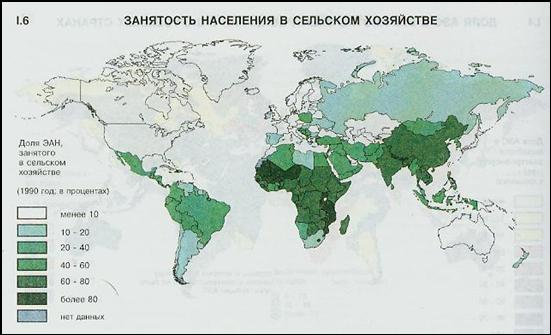 I.6 ЗАНЯТОСТЬ НАСЕЛЕНИЯ В СЕЛЬСКОМ ХОЗЯЙСТВЕ
Доля ЭАН,
занятого
в сельском
хозяйстве
(1990 год, в процентах)
менее 10
10 - 20
20 - 40
40 - 60
60 - 80
более 80
нет данных